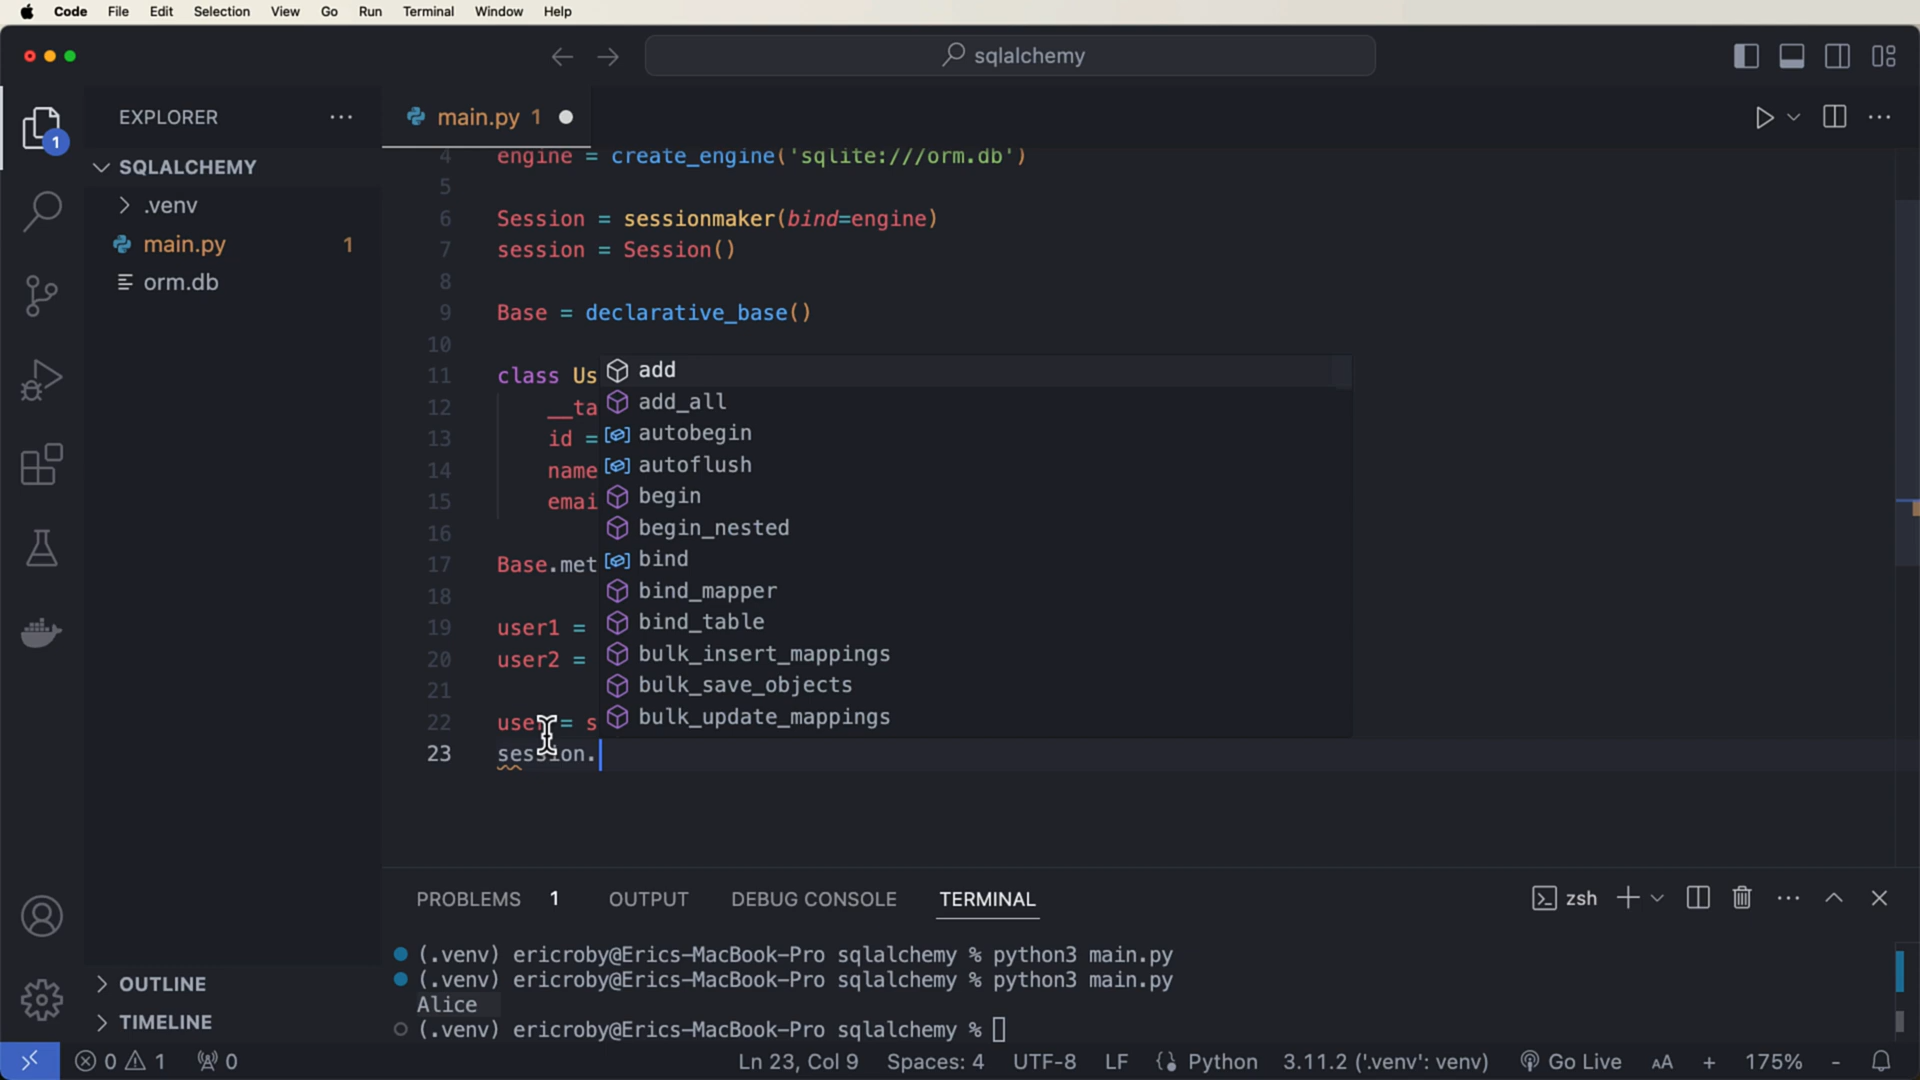 Code File Edit Selection View Go Run Terminal Window Help
sqlalchemy
EXPLORER ...
main.py 1
SQLALCHEMY
.venv
main.py 1
orm.db
4 engine = create_engine('sqlite:///orm.db')
5
6 Session = sessionmaker(bind=engine)
7 session = Session()
8
9 Base = declarative_base()
10
11 class Us
12 __ta
13 id =
14 name
15 emai
16
17 Base.met
18
19 user1 =
20 user2 =
21
22 user = s
23 session.
add
add_all
autobegin
autoflush
begin
begin_nested
bind
bind_mapper
bind_table
bulk_insert_mappings
bulk_save_objects
bulk_update_mappings
PROBLEMS 1 OUTPUT DEBUG CONSOLE TERMINAL
zsh
(.venv) ericroby@Erics-MacBook-Pro sqlalchemy % python3 main.py
(.venv) ericroby@Erics-MacBook-Pro sqlalchemy % python3 main.py
Alice
(.venv) ericroby@Erics-MacBook-Pro sqlalchemy %
OUTLINE
TIMELINE
1
0 1 0
Ln 23, Col 9 Spaces: 4 UTF-8 LF Python 3.11.2 ('.venv': venv) Go Live AA + 175% -